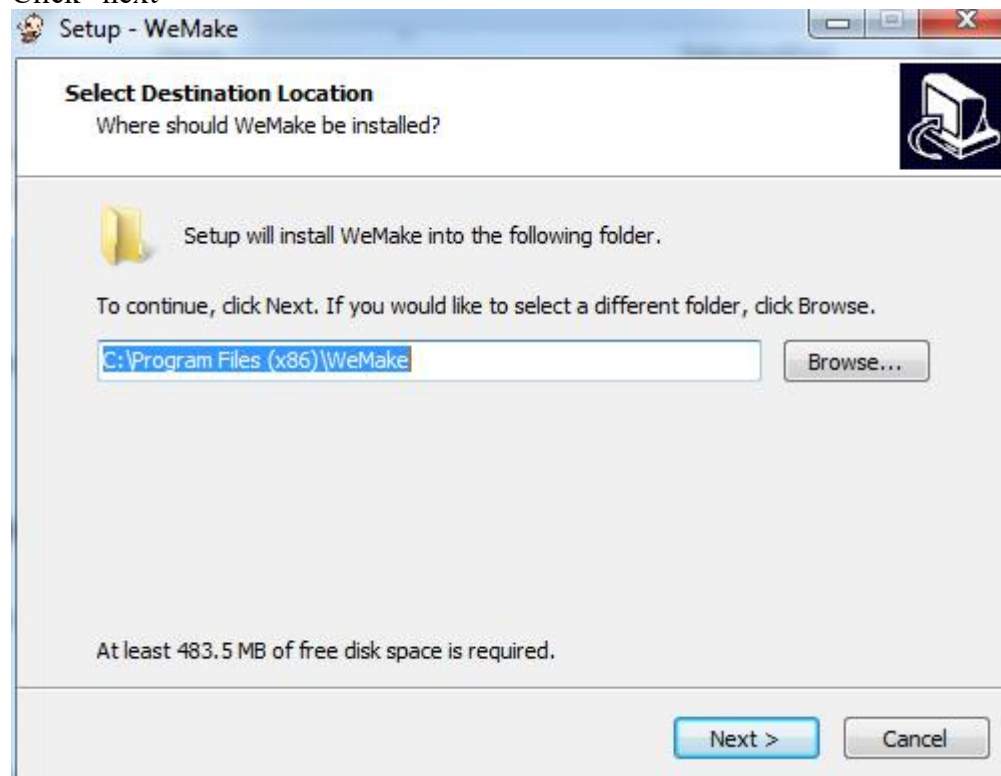 Click "next"
Setup - WeMake
Select Destination Location
Where should WeMake be installed?
Setup will install WeMake into the following folder.
To continue, click Next. If you would like to select a different folder, click Browse.
C:\Program Files (x86)\WeMake
Browse...
At least 483.5 MB of free disk space is required.
Next >
Cancel